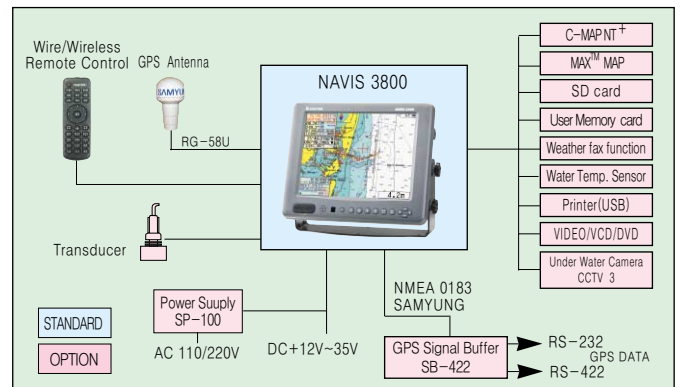 Wire/Wireless
Remote Control
GPS Antenna
SAMYU
RG-58U
NAVIS 3800
4.2m
Transducer
Power Suuply
SP-100
AC 110/220V
DC+12V~35V
NMEA 0183
SAMYUNG
GPS Signal Buffer
SB-422
RS-232
GPS DATA
RS-422
STANDARD
OPTION
C-MAP NT+
MAX™ MAP
SD card
User Memory card
Weather fax function
Water Temp. Sensor
Printer(USB)
VIDEO/VCD/DVD
Under Water Camera
CCTV 3